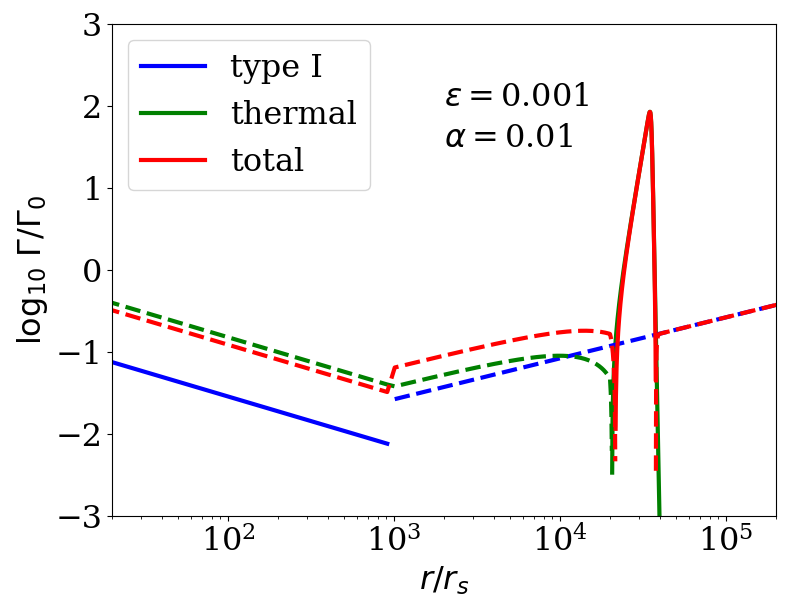 3
2
1
0
−1
−2
−3
log₁₀ Γ/Γ₀
type I
thermal
total
ε = 0.001
α = 0.01
10² 10³ 10⁴ 10⁵
r/rₛ